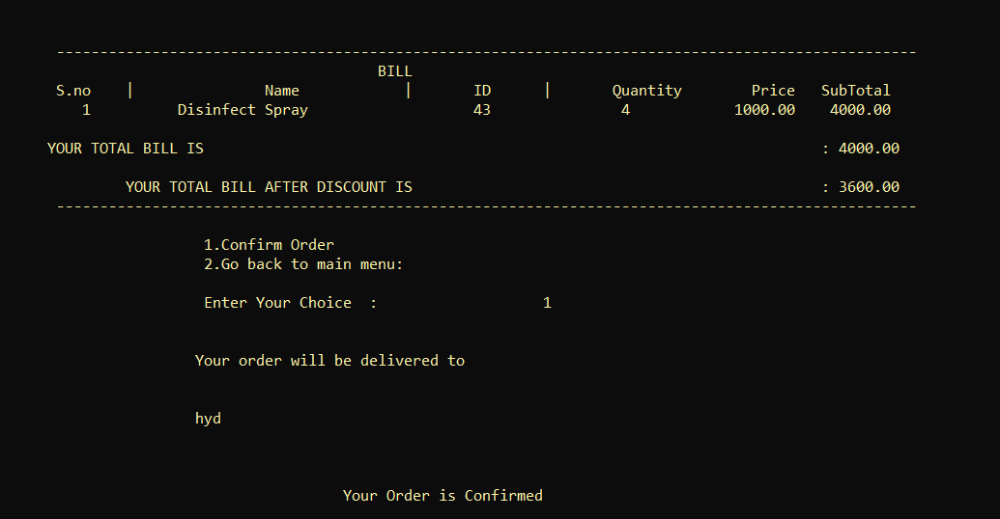 --------------------------------------------------------------------------------------------------
BILL
S.no | Name | ID | Quantity Price SubTotal
1 Disinfect Spray 43 4 1000.00 4000.00
YOUR TOTAL BILL IS : 4000.00
YOUR TOTAL BILL AFTER DISCOUNT IS : 3600.00
--------------------------------------------------------------------------------------------------
1.Confirm Order
2.Go back to main menu:
Enter Your Choice : 1
Your order will be delivered to
hyd
Your Order is Confirmed